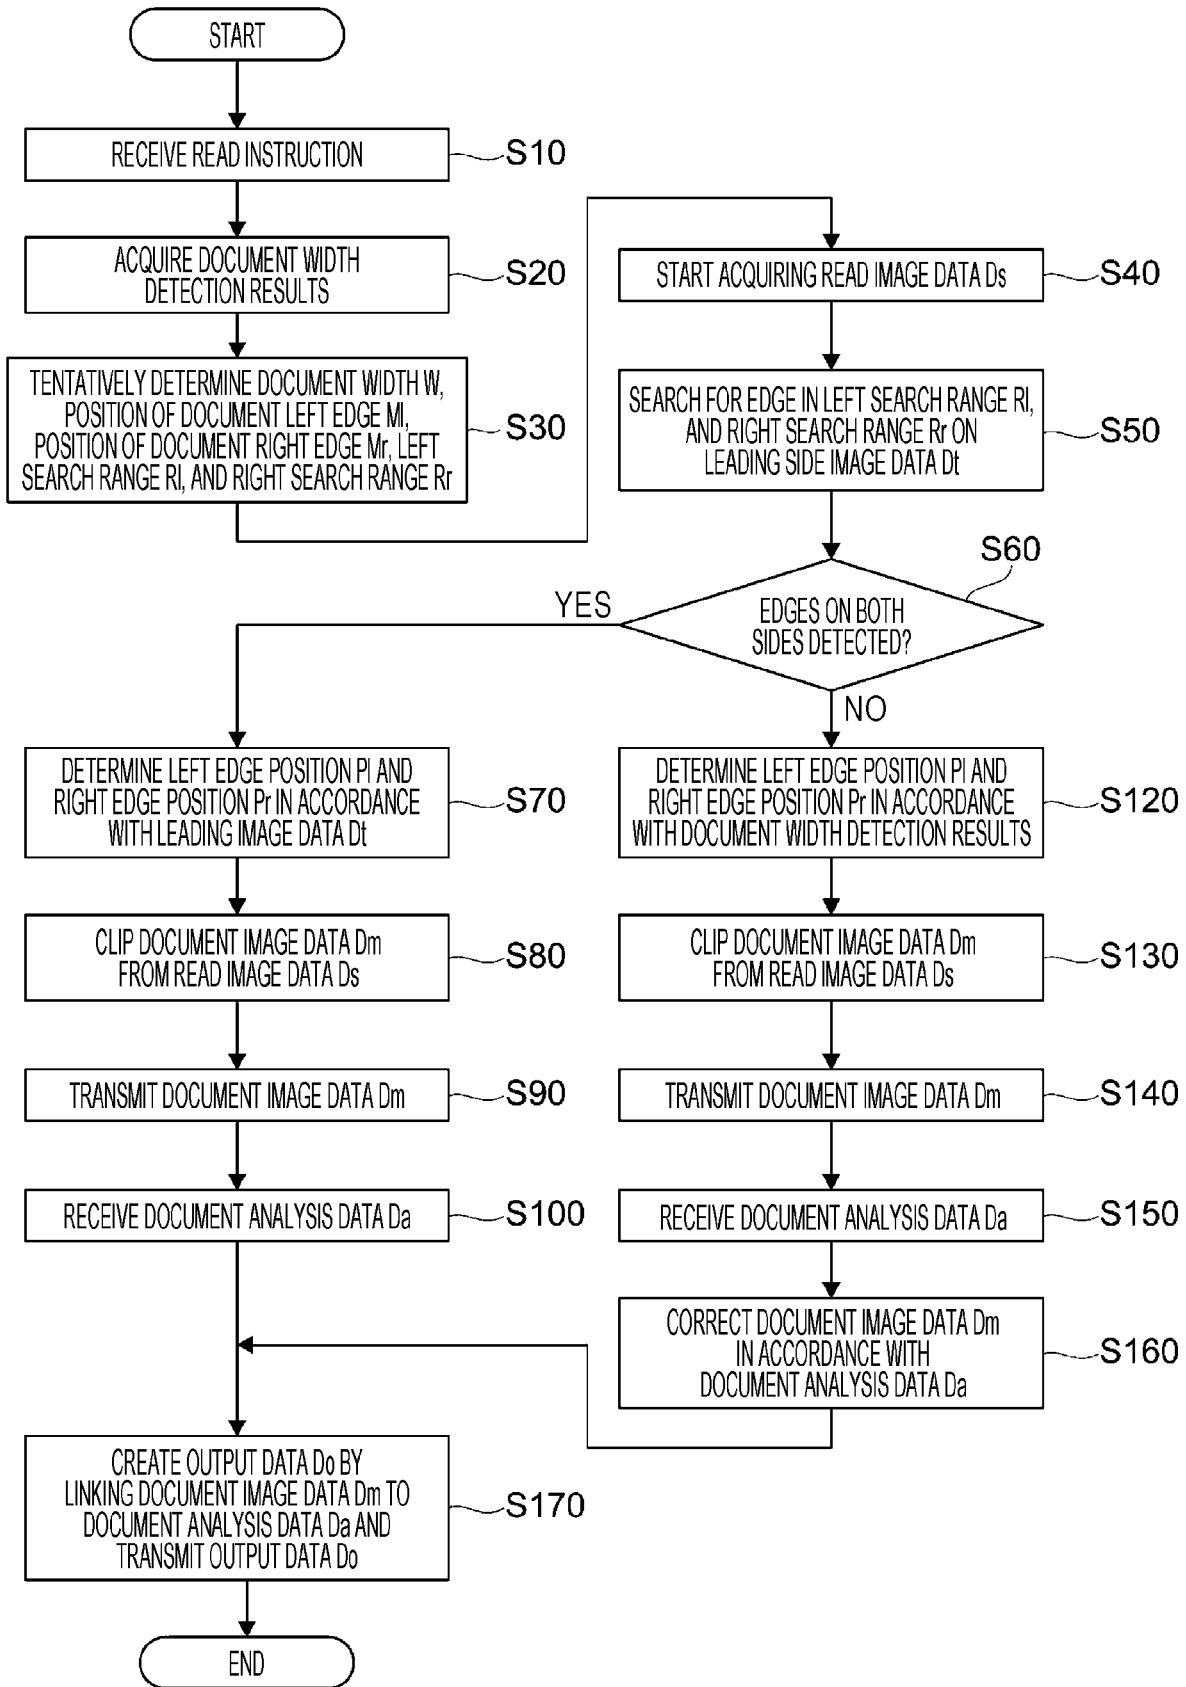 START
RECEIVE READ INSTRUCTION
S10
ACQUIRE DOCUMENT WIDTH
DETECTION RESULTS
S20
TENTATIVELY DETERMINE DOCUMENT WIDTH W,
POSITION OF DOCUMENT LEFT EDGE Ml,
POSITION OF DOCUMENT RIGHT EDGE Mr, LEFT
SEARCH RANGE Rl, AND RIGHT SEARCH RANGE Rr
S30
START ACQUIRING READ IMAGE DATA Ds
S40
SEARCH FOR EDGE IN LEFT SEARCH RANGE Rl,
AND RIGHT SEARCH RANGE Rr ON
LEADING SIDE IMAGE DATA Dt
S50
S60
EDGES ON BOTH
SIDES DETECTED?
YES
NO
DETERMINE LEFT EDGE POSITION Pl AND
RIGHT EDGE POSITION Pr IN ACCORDANCE
WITH LEADING IMAGE DATA Dt
S70
CLIP DOCUMENT IMAGE DATA Dm
FROM READ IMAGE DATA Ds
S80
TRANSMIT DOCUMENT IMAGE DATA Dm
S90
RECEIVE DOCUMENT ANALYSIS DATA Da
S100
DETERMINE LEFT EDGE POSITION Pl AND
RIGHT EDGE POSITION Pr IN ACCORDANCE
WITH DOCUMENT WIDTH DETECTION RESULTS
S120
CLIP DOCUMENT IMAGE DATA Dm
FROM READ IMAGE DATA Ds
S130
TRANSMIT DOCUMENT IMAGE DATA Dm
S140
RECEIVE DOCUMENT ANALYSIS DATA Da
S150
CORRECT DOCUMENT IMAGE DATA Dm
IN ACCORDANCE WITH
DOCUMENT ANALYSIS DATA Da
S160
CREATE OUTPUT DATA Do BY
LINKING DOCUMENT IMAGE DATA Dm TO
DOCUMENT ANALYSIS DATA Da AND
TRANSMIT OUTPUT DATA Do
S170
END